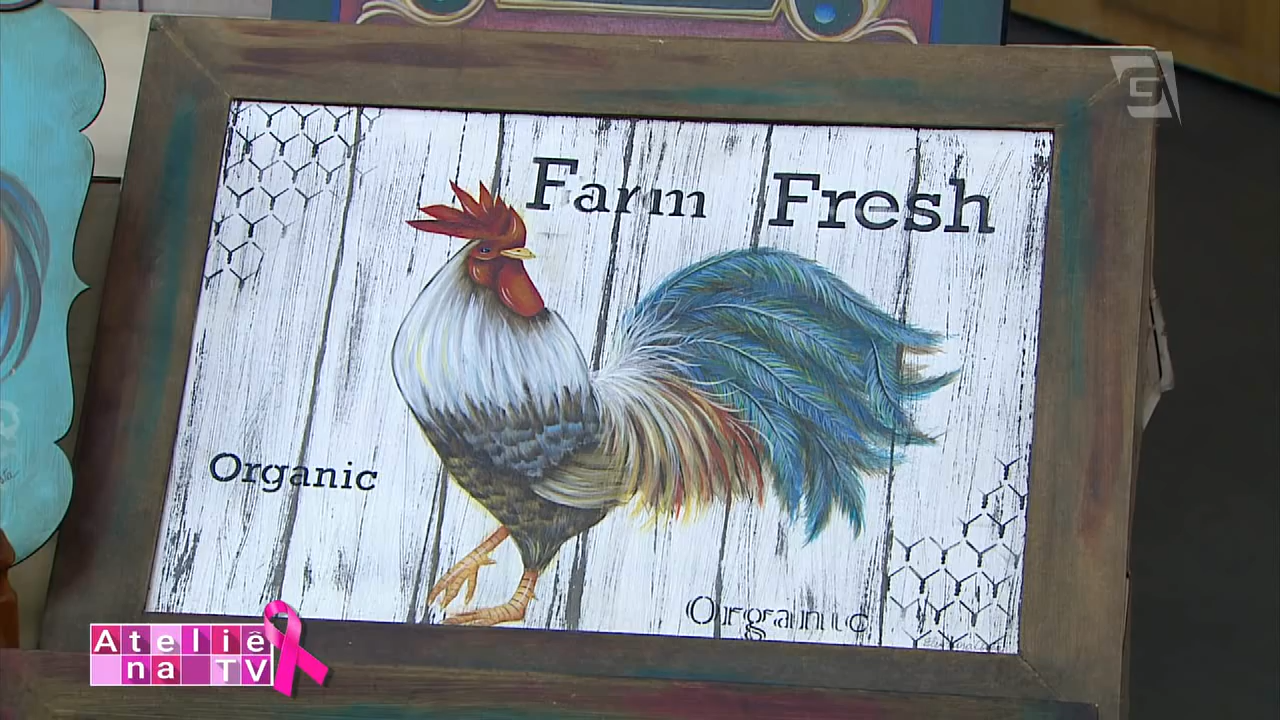 Farm Fresh
Organic
Organic
Ateliê
na TV
G